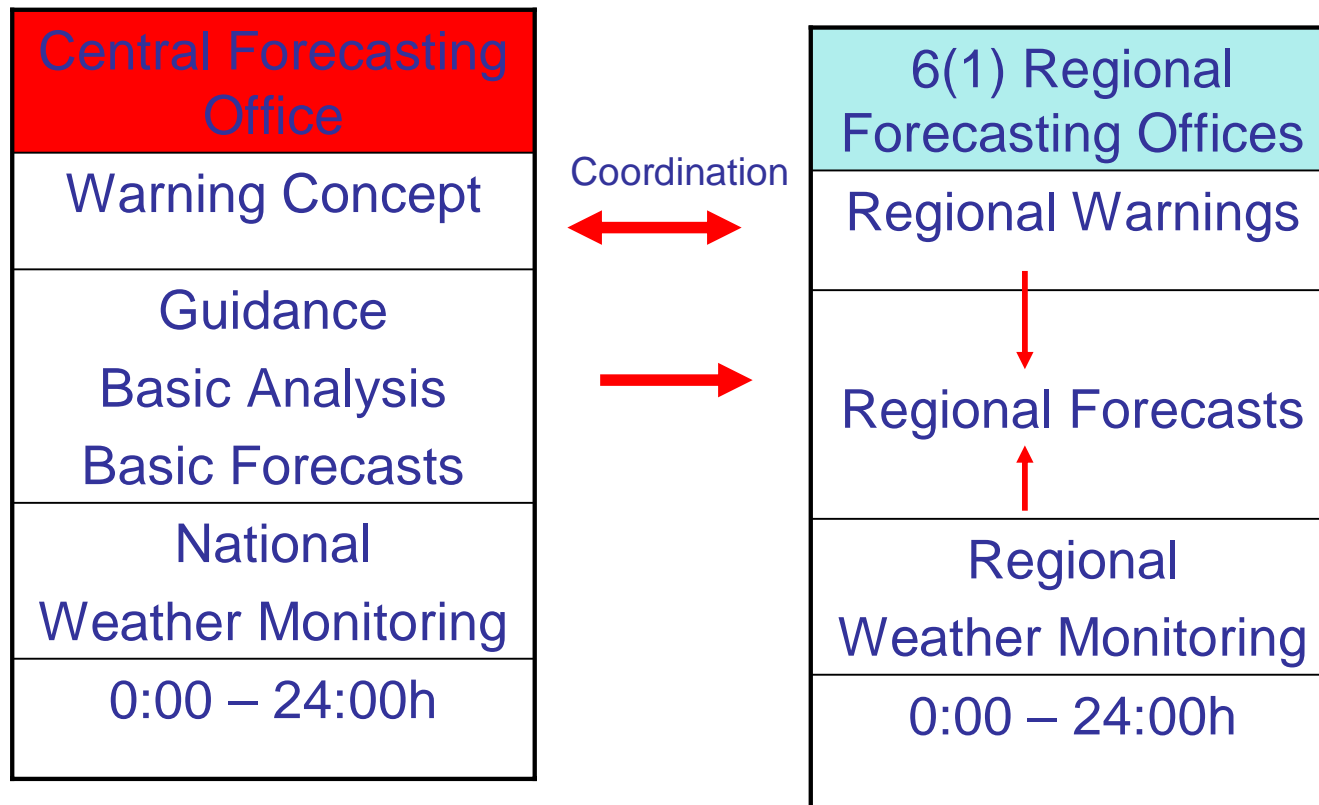 Central Forecasting
Office
Warning Concept
Guidance
Basic Analysis
Basic Forecasts
National
Weather Monitoring
0:00 – 24:00h
Coordination
6(1) Regional
Forecasting Offices
Regional Warnings
Regional Forecasts
Regional
Weather Monitoring
0:00 – 24:00h